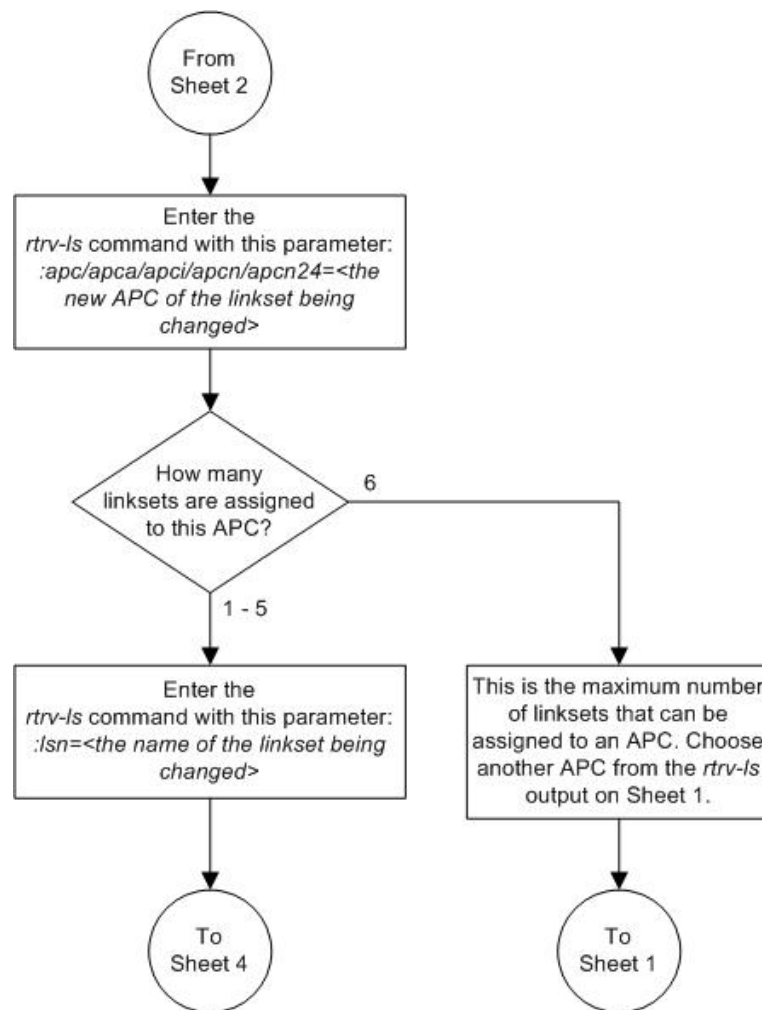 From
Sheet 2
Enter the
rtrv-ls command with this parameter:
:apc/apca/apci/apcn/apcn24=<the
new APC of the linkset being
changed>
How many
linksets are assigned
to this APC?
6
1 - 5
Enter the
rtrv-ls command with this parameter:
:lsn=<the name of the linkset being
changed>
This is the maximum number
of linksets that can be
assigned to an APC. Choose
another APC from the rtrv-ls
output on Sheet 1.
To
Sheet 4
To
Sheet 1